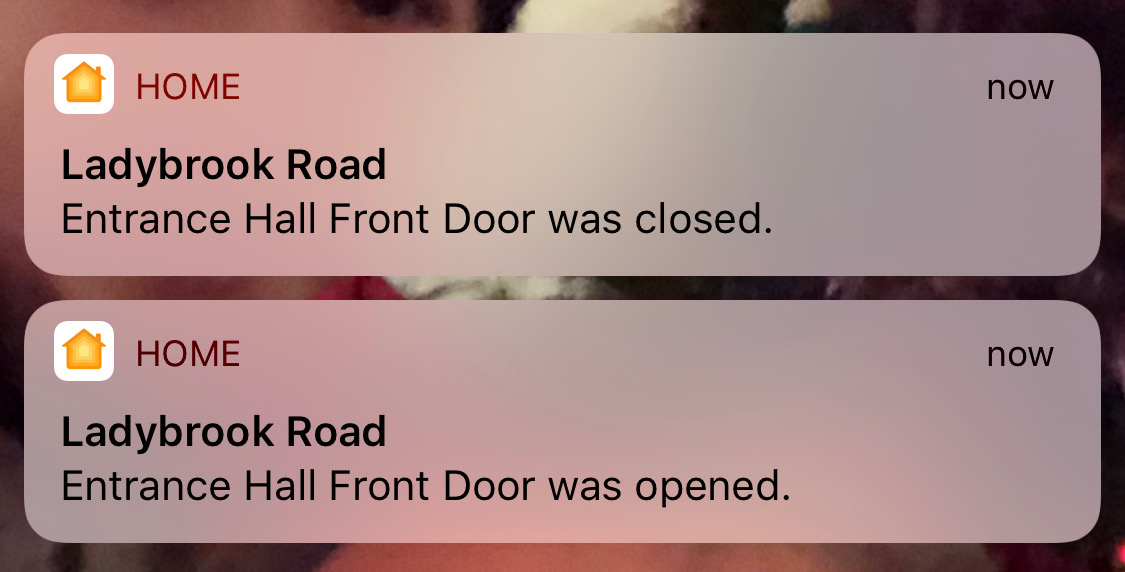 HOME now
Ladybrook Road
Entrance Hall Front Door was closed.
HOME now
Ladybrook Road
Entrance Hall Front Door was opened.